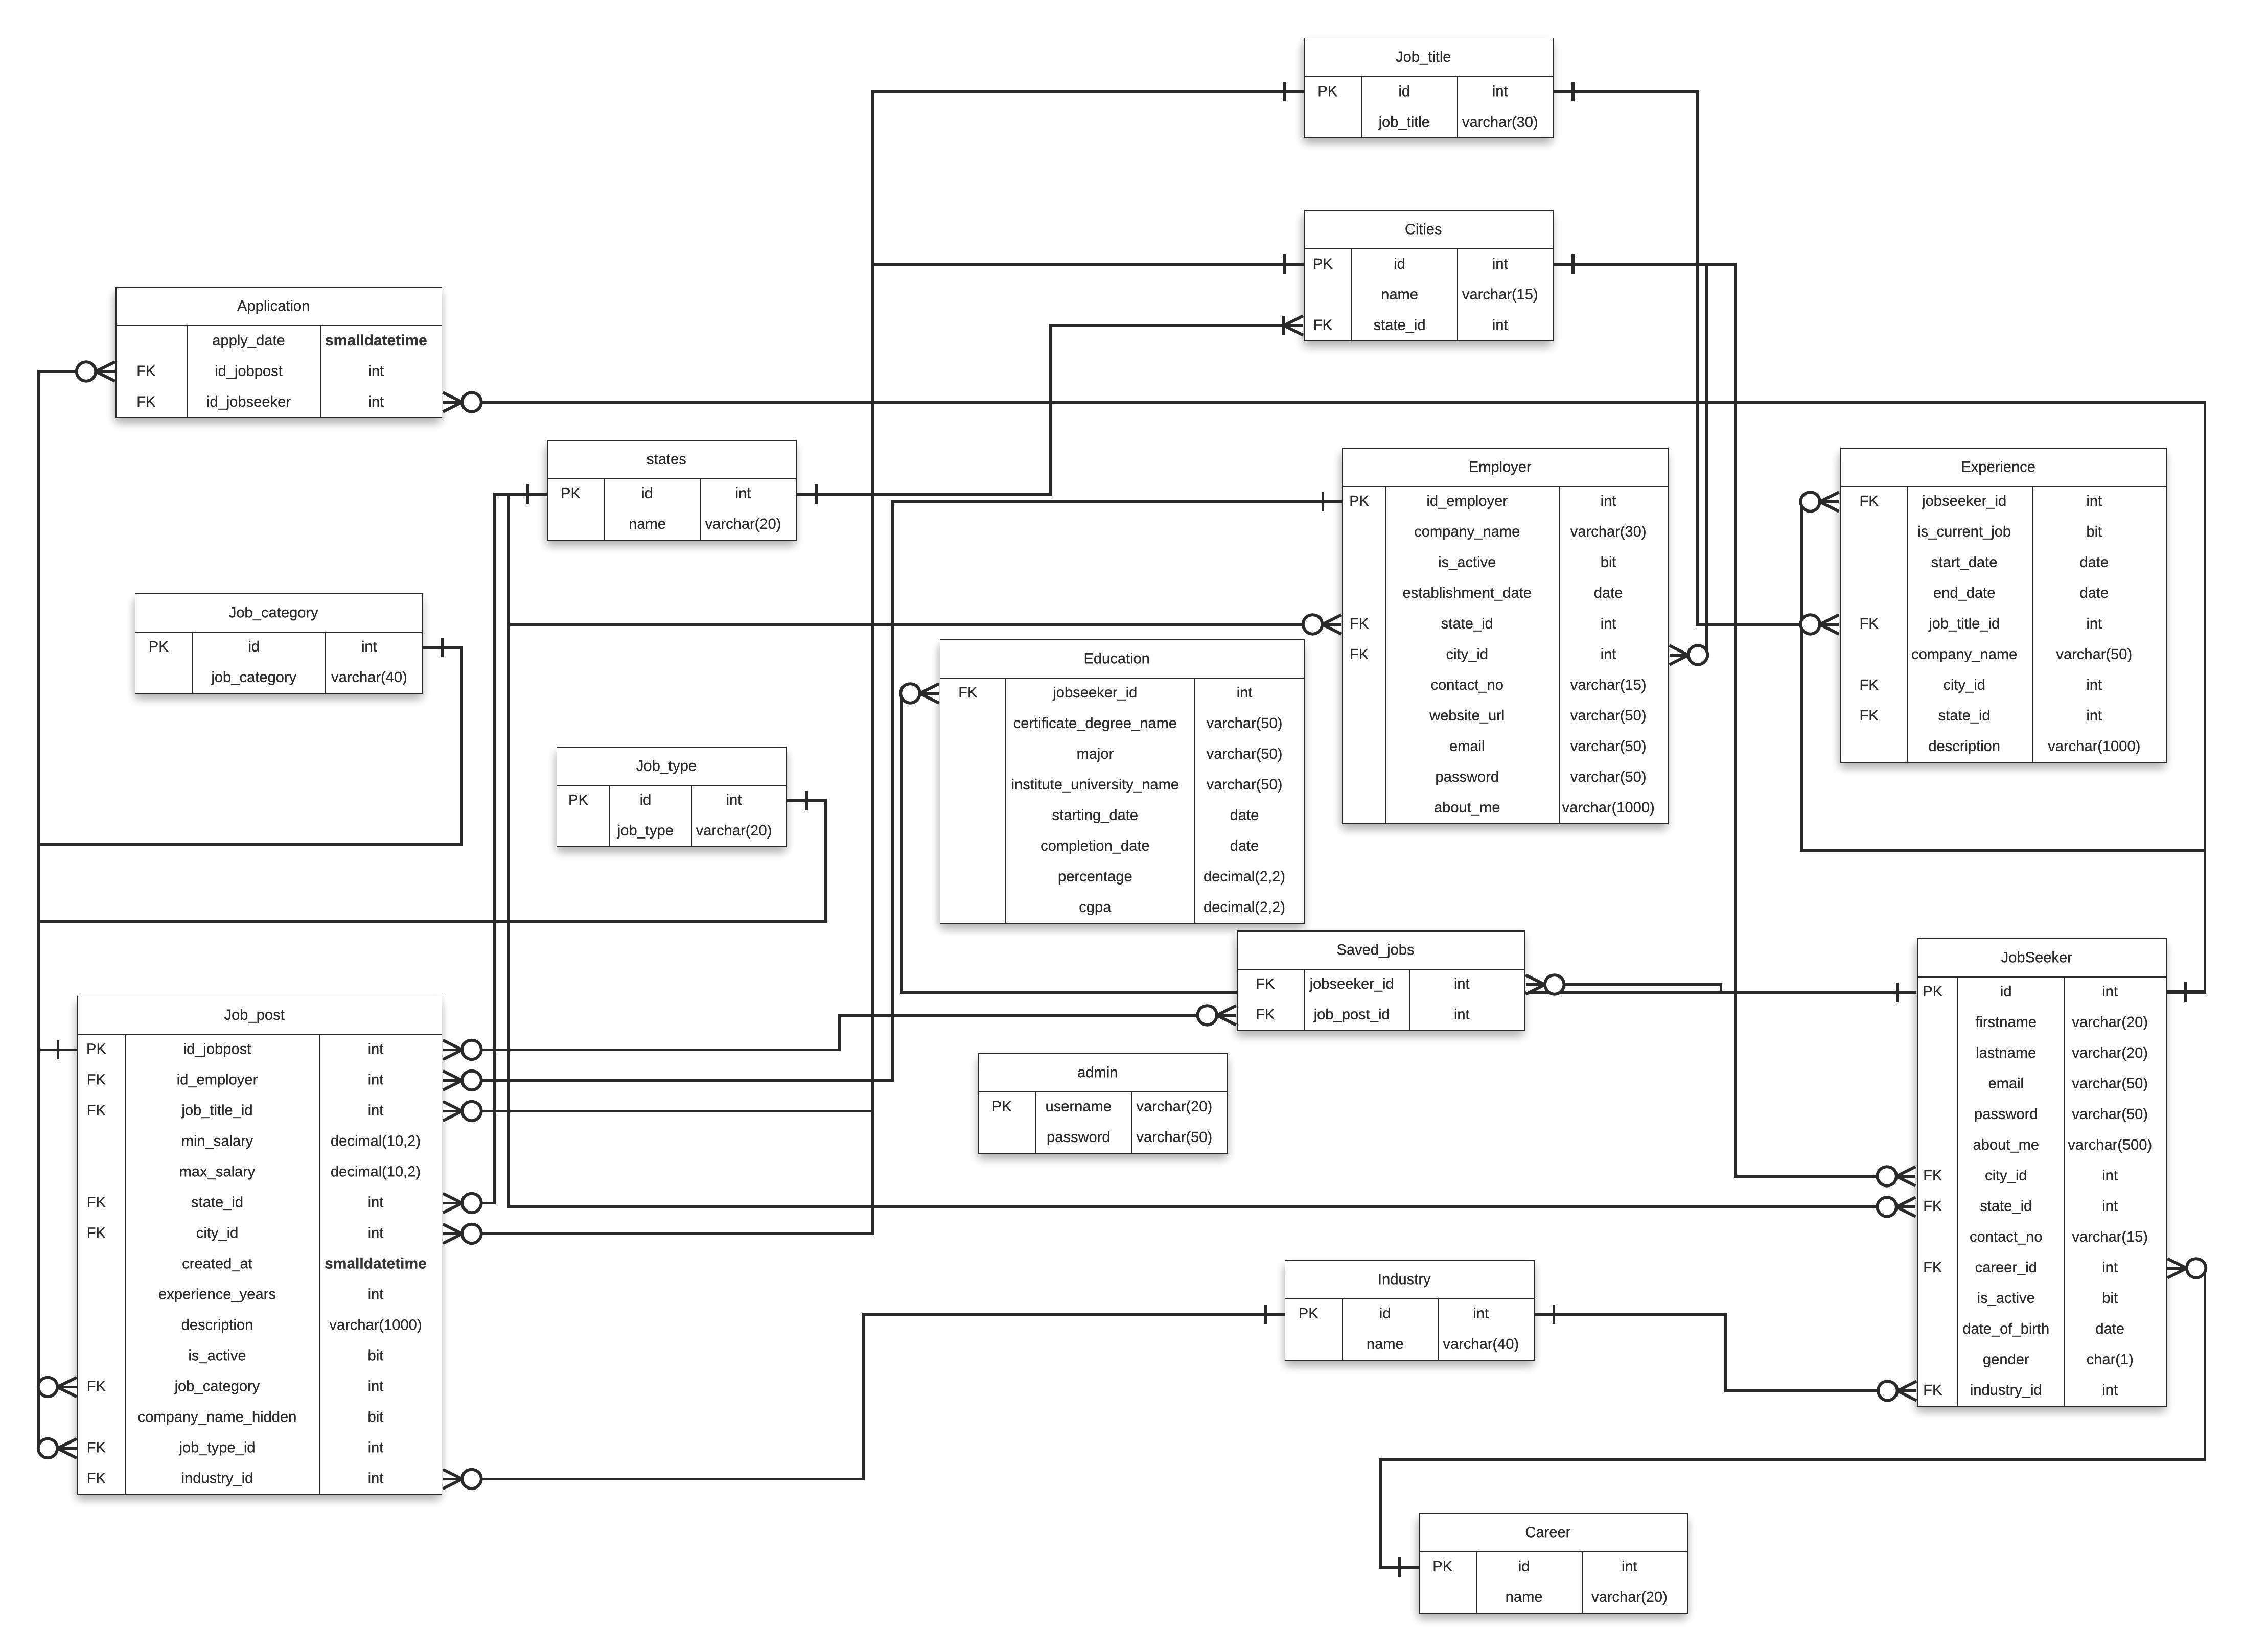 Job_title
PK id int
job_title varchar(30)
Cities
PK id int
name varchar(15)
FK state_id int
Application
apply_date smalldatetime
FK id_jobpost int
FK id_jobseeker int
states
PK id int
name varchar(20)
Employer
PK id_employer int
company_name varchar(30)
is_active bit
establishment_date date
FK state_id int
FK city_id int
contact_no varchar(15)
website_url varchar(50)
email varchar(50)
password varchar(50)
about_me varchar(1000)
Experience
FK jobseeker_id int
is_current_job bit
start_date date
end_date date
FK job_title_id int
company_name varchar(50)
FK city_id int
FK state_id int
description varchar(1000)
Job_category
PK id int
job_category varchar(40)
Education
FK jobseeker_id int
certificate_degree_name varchar(50)
major varchar(50)
institute_university_name varchar(50)
starting_date date
completion_date date
percentage decimal(2,2)
cgpa decimal(2,2)
Job_type
PK id int
job_type varchar(20)
Saved_jobs
FK jobseeker_id int
FK job_post_id int
JobSeeker
PK id int
firstname varchar(20)
lastname varchar(20)
email varchar(50)
password varchar(50)
about_me varchar(500)
FK city_id int
FK state_id int
contact_no varchar(15)
FK career_id int
is_active bit
date_of_birth date
gender char(1)
FK industry_id int
Job_post
PK id_jobpost int
FK id_employer int
FK job_title_id int
min_salary decimal(10,2)
max_salary decimal(10,2)
FK state_id int
FK city_id int
created_at smalldatetime
experience_years int
description varchar(1000)
is_active bit
FK job_category int
company_name_hidden bit
FK job_type_id int
FK industry_id int
admin
PK username varchar(20)
password varchar(50)
Industry
PK id int
name varchar(40)
Career
PK id int
name varchar(20)